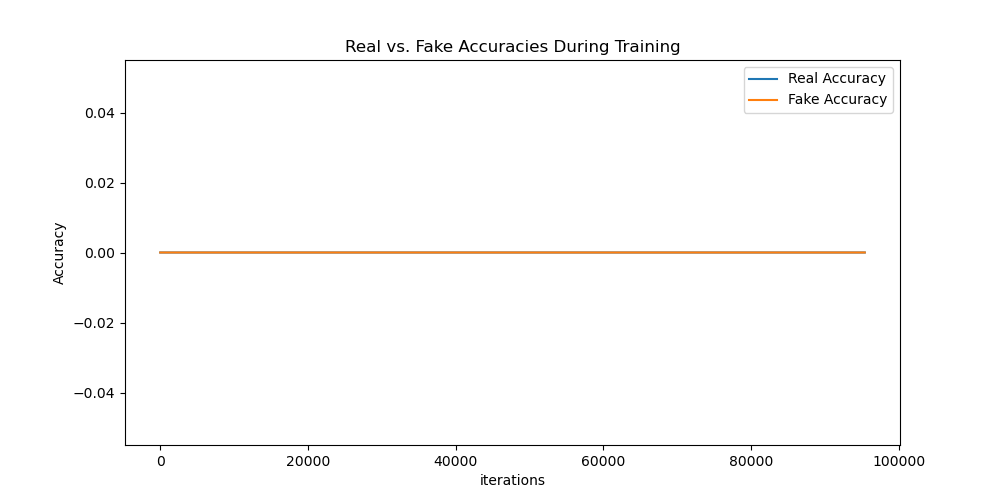 Real vs. Fake Accuracies During Training
Real Accuracy
Fake Accuracy
0.04
0.02
0.00
−0.02
−0.04
Accuracy
0 20000 40000 60000 80000 100000
iterations